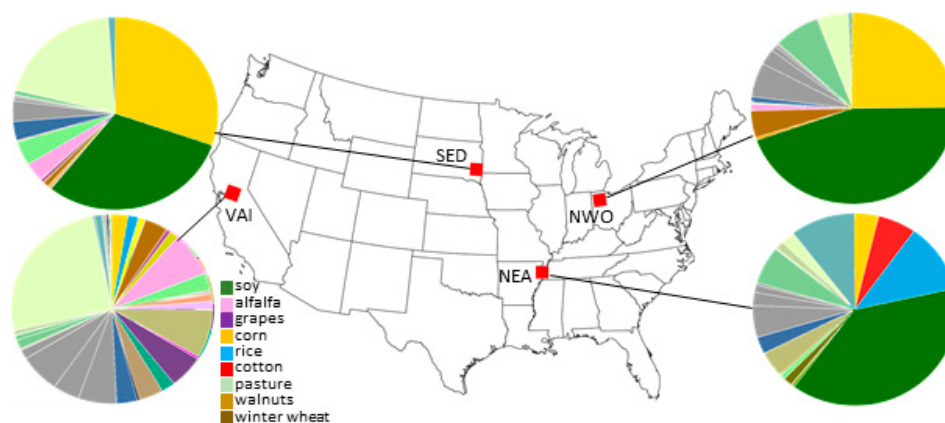 SED
VAI
NWO
NEA
soy
alfalfa
grapes
corn
rice
cotton
pasture
walnuts
winter wheat